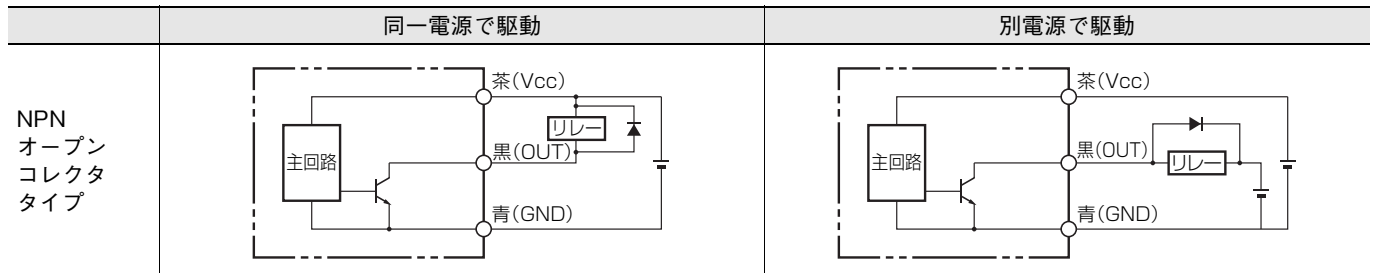 同一電源で駆動
別電源で駆動
NPN
オープン
コレクタ
タイプ
茶(Vcc)
リレー
主回路
黒(OUT)
青(GND)
茶(Vcc)
黒(OUT)
主回路
リレー
青(GND)